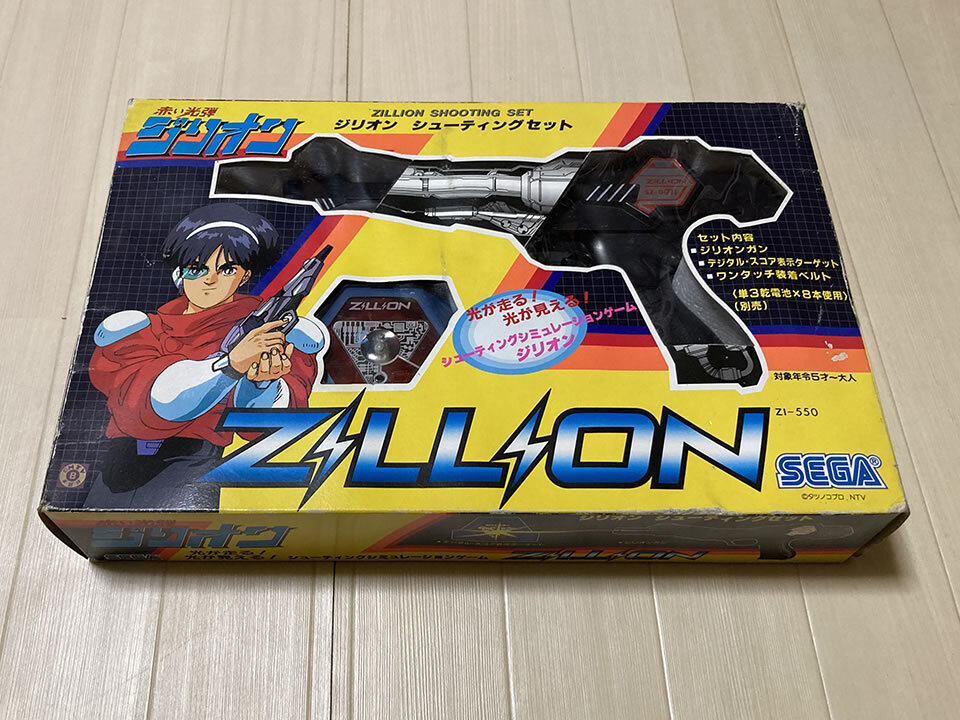 赤い光弾
ジリオン
ZILLION SHOOTING SET
ジリオン シューティングセット
ZILLION
セット内容
■ジリオンガン
■デジタル・スコア表示ターゲット
■ワンタッチ装着ベルト
(単3乾電池×8本使用)
(別売)
ZILLION
光が走る!
光が見える!
シューティングシミュレーションゲーム
ジリオン
対象年令5才〜大人
ZI-550
ZILLION
SEGA®
©タツノコプロ、NTV
赤い光弾
ジリオン
SEGA
光が走る!
光が見える!
シューティングシミュレーションゲーム
ZILLION
ジリオン シューティングセット